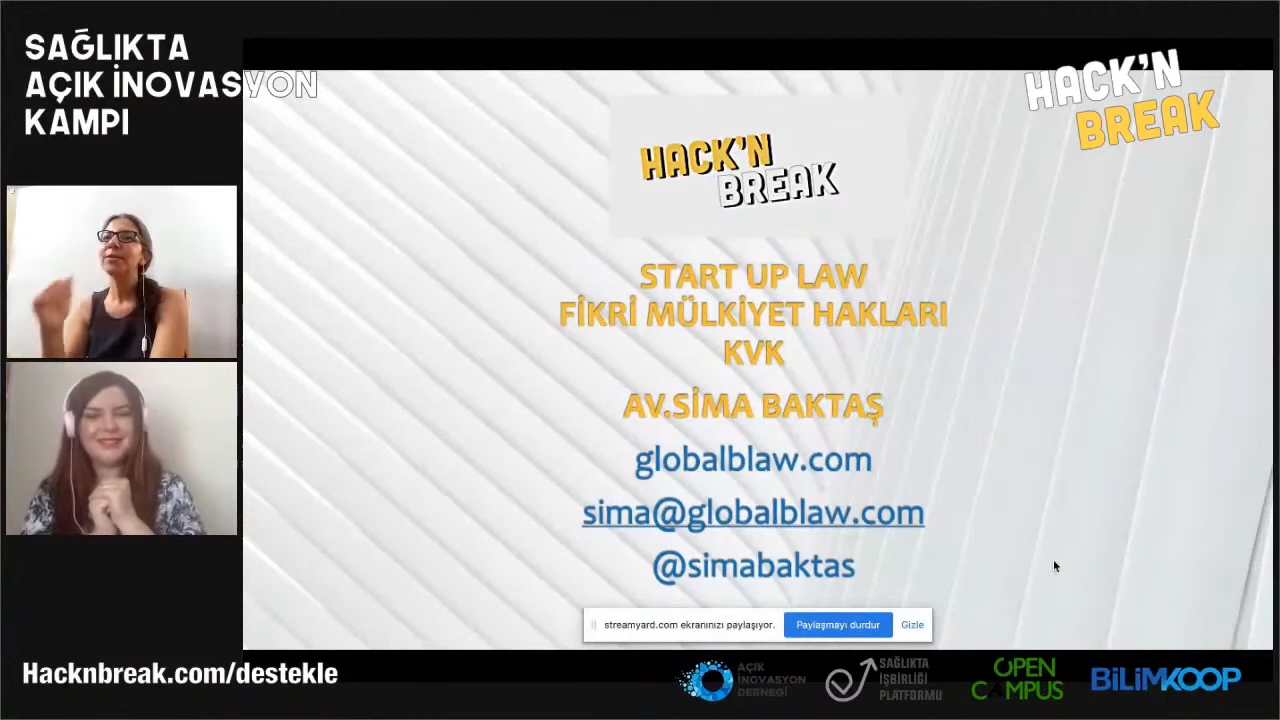 SAĞLIKTA
AÇIK İNOVASYON
KAMPI
HACK'N
BREAK
HACK'N
BREAK
START UP LAW
FİKRİ MÜLKİYET HAKLARI
KVK
AV.SİMA BAKTAŞ
globalblaw.com
sima@globalblaw.com
@simabaktas
streamyard.com ekranınızı paylaşıyor. Paylaşmayı durdur Gizle
Hacknbreak.com/destekle
AÇIK
İNOVASYON
DERNEĞİ
SAĞLIKTA
İŞBİRLİĞİ
PLATFORMU
OPEN
CAMPUS
BİLİMKOOP